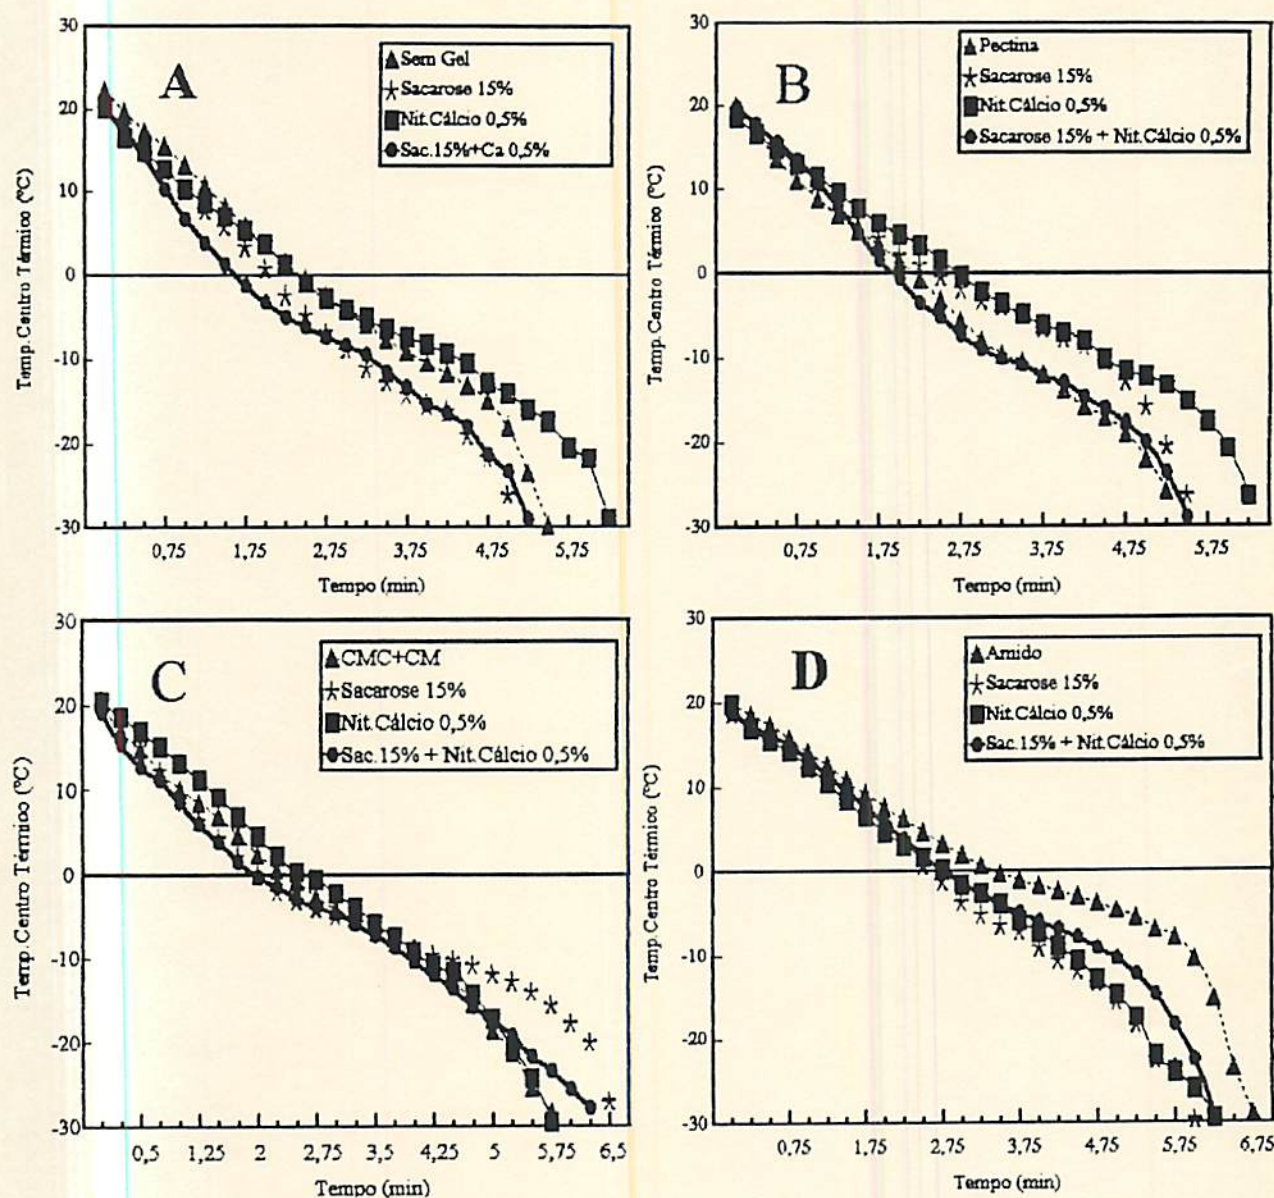 A
Sem Gel
Sacarose 15%
Nit.Cálcio 0,5%
Sac.15%+Ca 0,5%
30
20
10
0
-10
-20
-30
Temp.Centro Térmico (°C)
0,75 1,75 2,75 3,75 4,75 5,75
Tempo (min)
B
Pectina
Sacarose 15%
Nit.Cálcio 0,5%
Sacarose 15% + Nit.Cálcio 0,5%
30
20
10
0
-10
-20
-30
Temp.Centro Térmico (°C)
0,75 1,75 2,75 3,75 4,75 5,75
Tempo (min)
C
CMC+CM
Sacarose 15%
Nit.Cálcio 0,5%
Sac.15% + Nit.Cálcio 0,5%
30
20
10
0
-10
-20
-30
Temp.Centro Térmico (°C)
0,5 1,25 2 2,75 3,5 4,25 5 5,75 6,5
Tempo (min)
D
Amido
Sacarose 15%
Nit.Cálcio 0,5%
Sac.15% + Nit.Cálcio 0,5%
30
20
10
0
-10
-20
-30
Temp.Centro Térmico (°C)
0,75 1,75 2,75 3,75 4,75 5,75 6,75
Tempo (min)